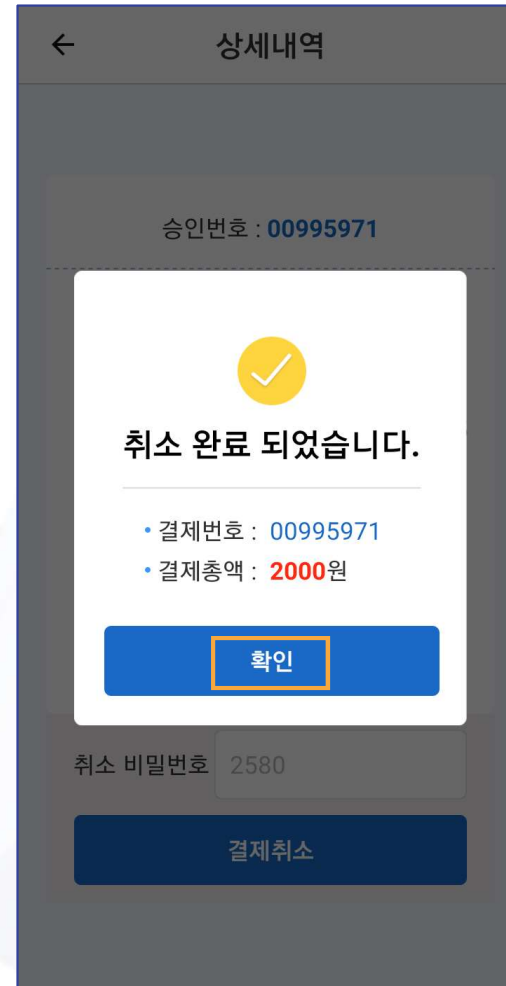 상세내역
승인번호 : 00995971
취소 완료 되었습니다.
• 결제번호 : 00995971
• 결제총액 : 2000원
확인
취소 비밀번호 2580
결제취소